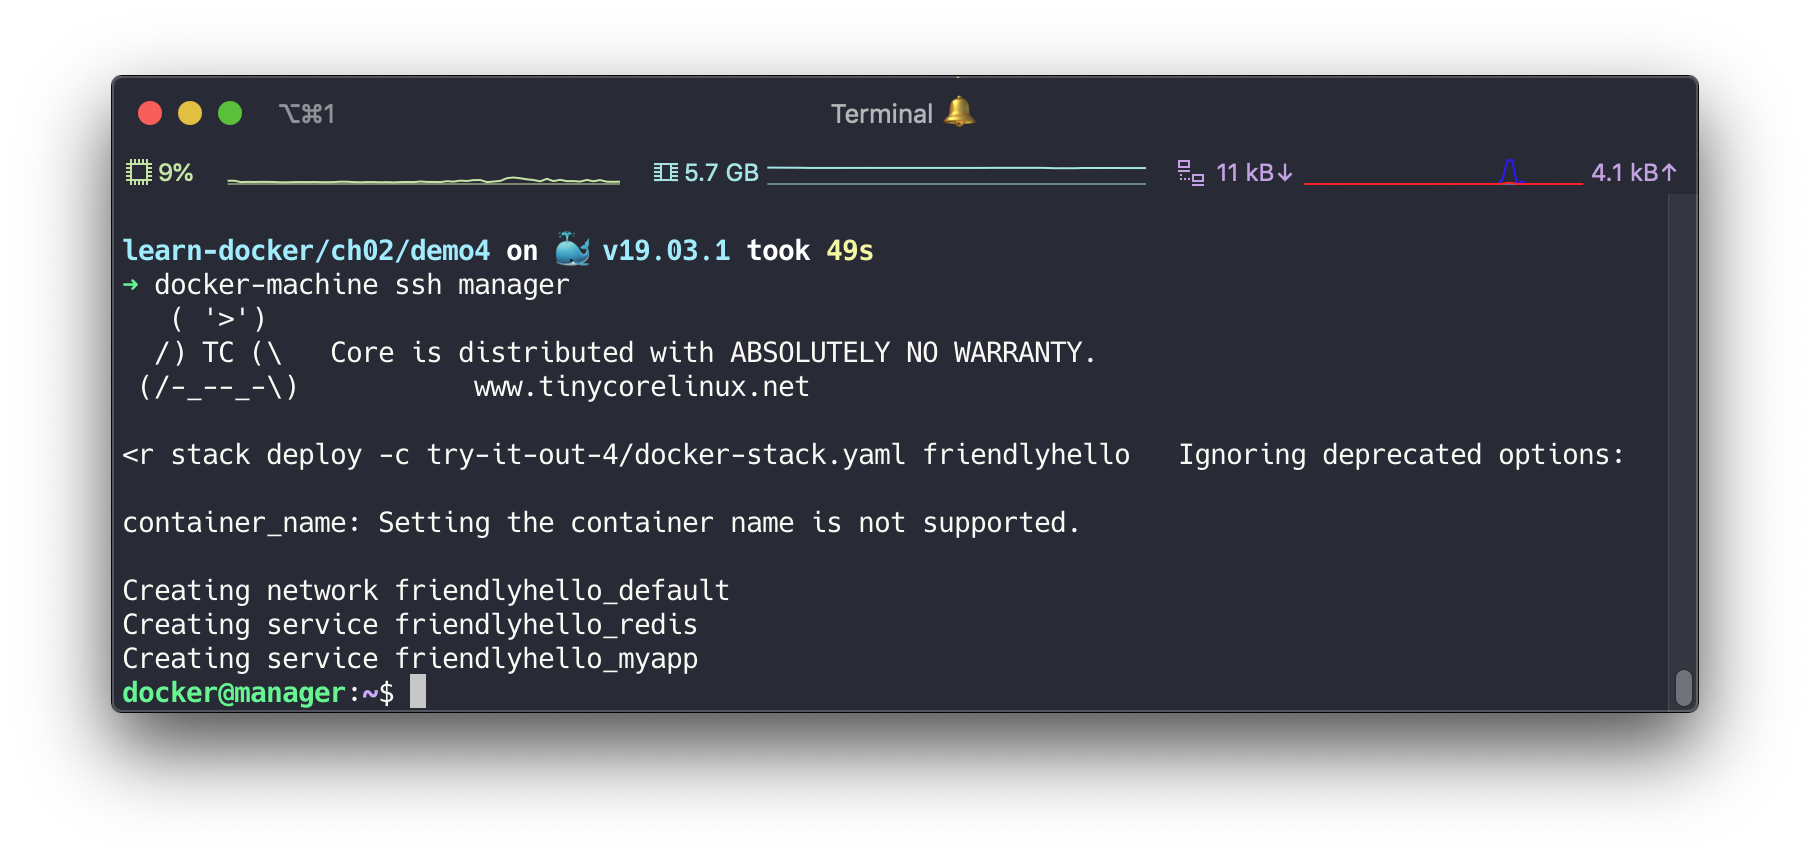 ⌥⌘1 Terminal 🔔
9% 5.7 GB 11 kB↓ 4.1 kB↑
learn-docker/ch02/demo4 on 🐳 v19.03.1 took 49s
➜ docker-machine ssh manager
   ( '>')
  /) TC (\   Core is distributed with ABSOLUTELY NO WARRANTY.
 (/-_--_-\)           www.tinycorelinux.net
<r stack deploy -c try-it-out-4/docker-stack.yaml friendlyhello   Ignoring deprecated options:
container_name: Setting the container name is not supported.
Creating network friendlyhello_default
Creating service friendlyhello_redis
Creating service friendlyhello_myapp
docker@manager:~$